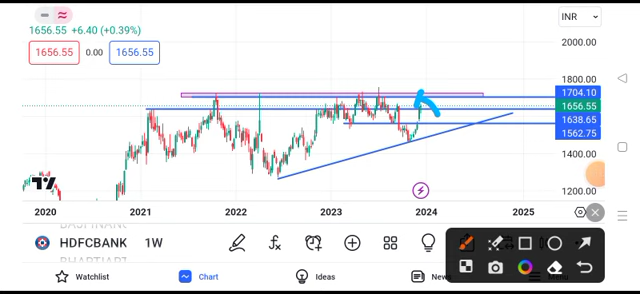 1656.55 +6.40 (+0.39%)
INR
1656.55 0.00 1656.55
2000.00
1800.00
1704.10
1656.55
1638.65
1562.75
1400.00
1200.00
2020 2021 2022 2023 2024 2025
HDFCBANK 1W
Watchlist Chart Ideas News Menu